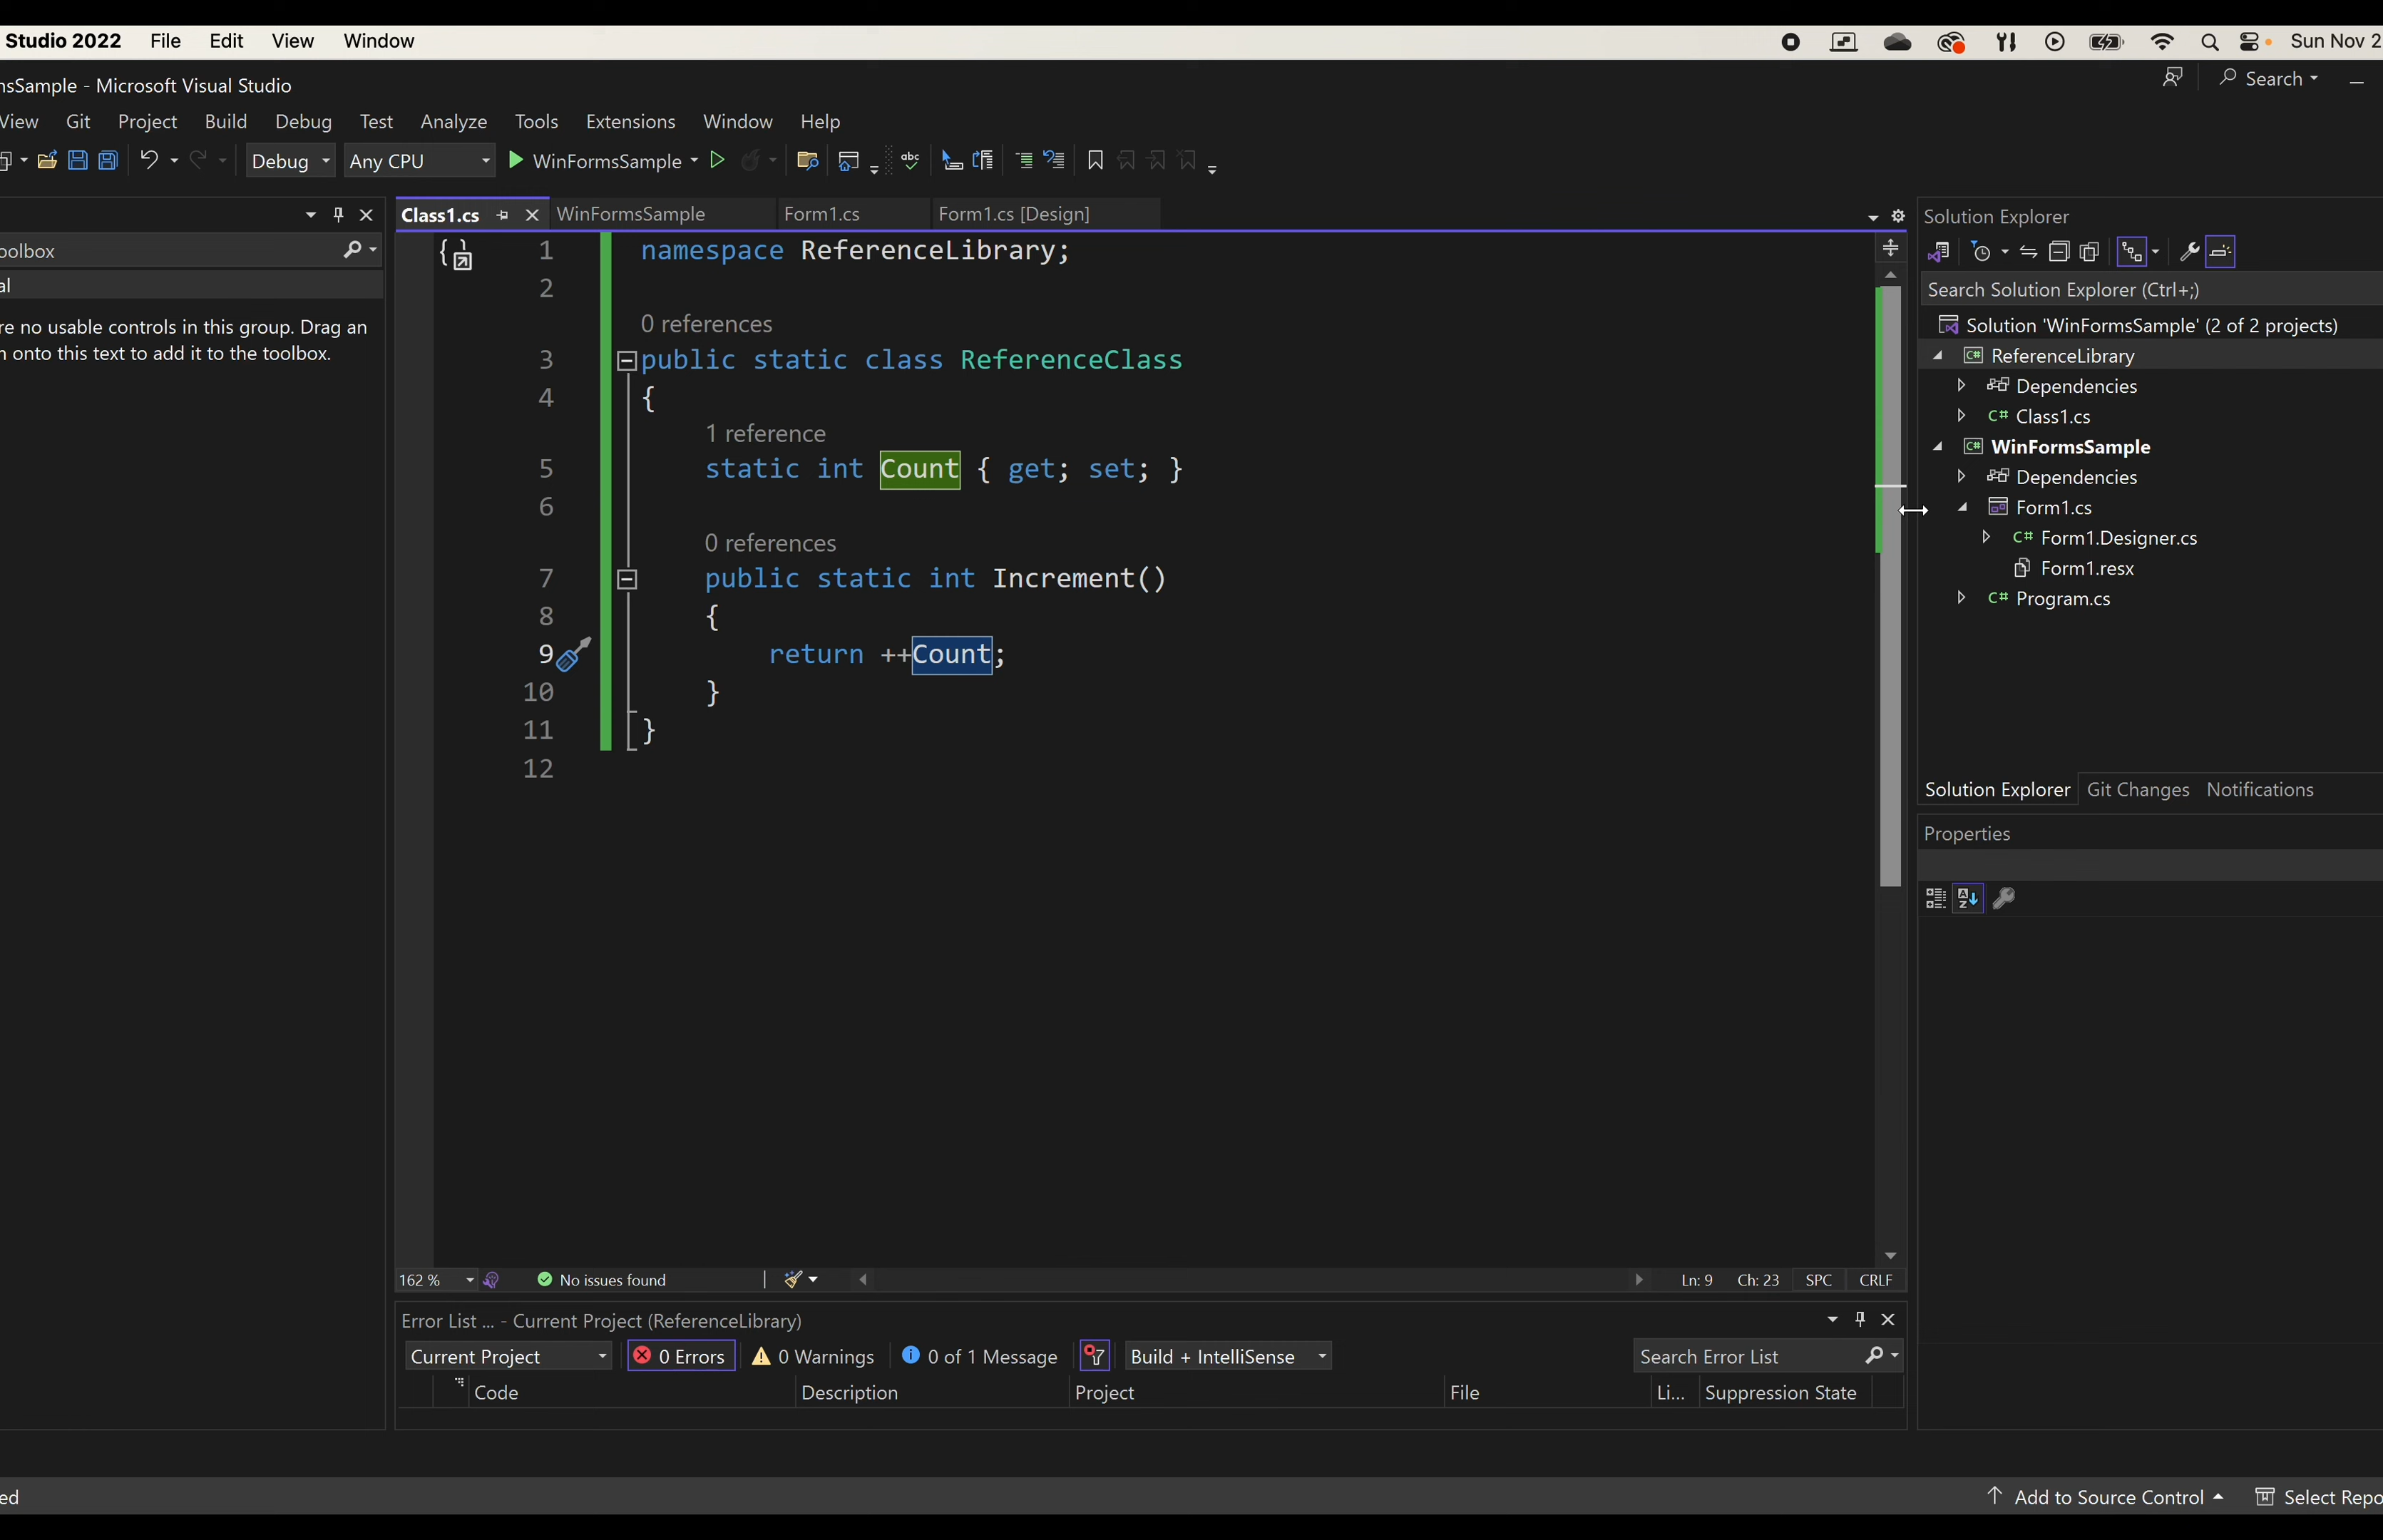 Studio 2022 File Edit View Window Sun Nov 2
nsSample - Microsoft Visual Studio Search
View Git Project Build Debug Test Analyze Tools Extensions Window Help
Debug Any CPU WinFormsSample abc
Class1.cs WinFormsSample Form1.cs Form1.cs [Design]
oolbox
al
re no usable controls in this group. Drag an
n onto this text to add it to the toolbox.
1 namespace ReferenceLibrary;
2
0 references
3 public static class ReferenceClass
4 {
1 reference
5 static int Count { get; set; }
6
0 references
7 public static int Increment()
8 {
9 return ++Count;
10 }
11 }
12
162 % No issues found Ln: 9 Ch: 23 SPC CRLF
Error List ... - Current Project (ReferenceLibrary)
Current Project 0 Errors 0 Warnings 0 of 1 Message Build + IntelliSense Search Error List
Code Description Project File Li... Suppression State
Solution Explorer
Search Solution Explorer (Ctrl+;)
Solution 'WinFormsSample' (2 of 2 projects)
C# ReferenceLibrary
Dependencies
C# Class1.cs
C# WinFormsSample
Dependencies
Form1.cs
C# Form1.Designer.cs
Form1.resx
C# Program.cs
Solution Explorer Git Changes Notifications
Properties
ed Add to Source Control Select Repo